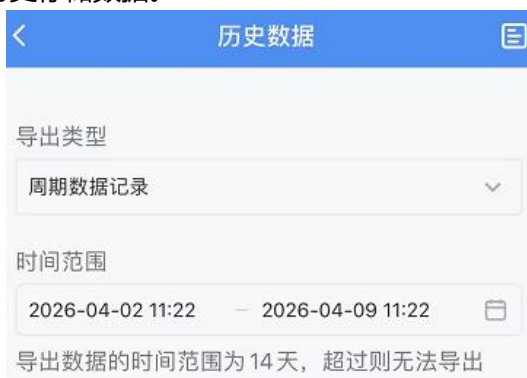 历史数据
导出类型
周期数据记录
时间范围
2026-04-02 11:22 – 2026-04-09 11:22
导出数据的时间范围为14天，超过则无法导出